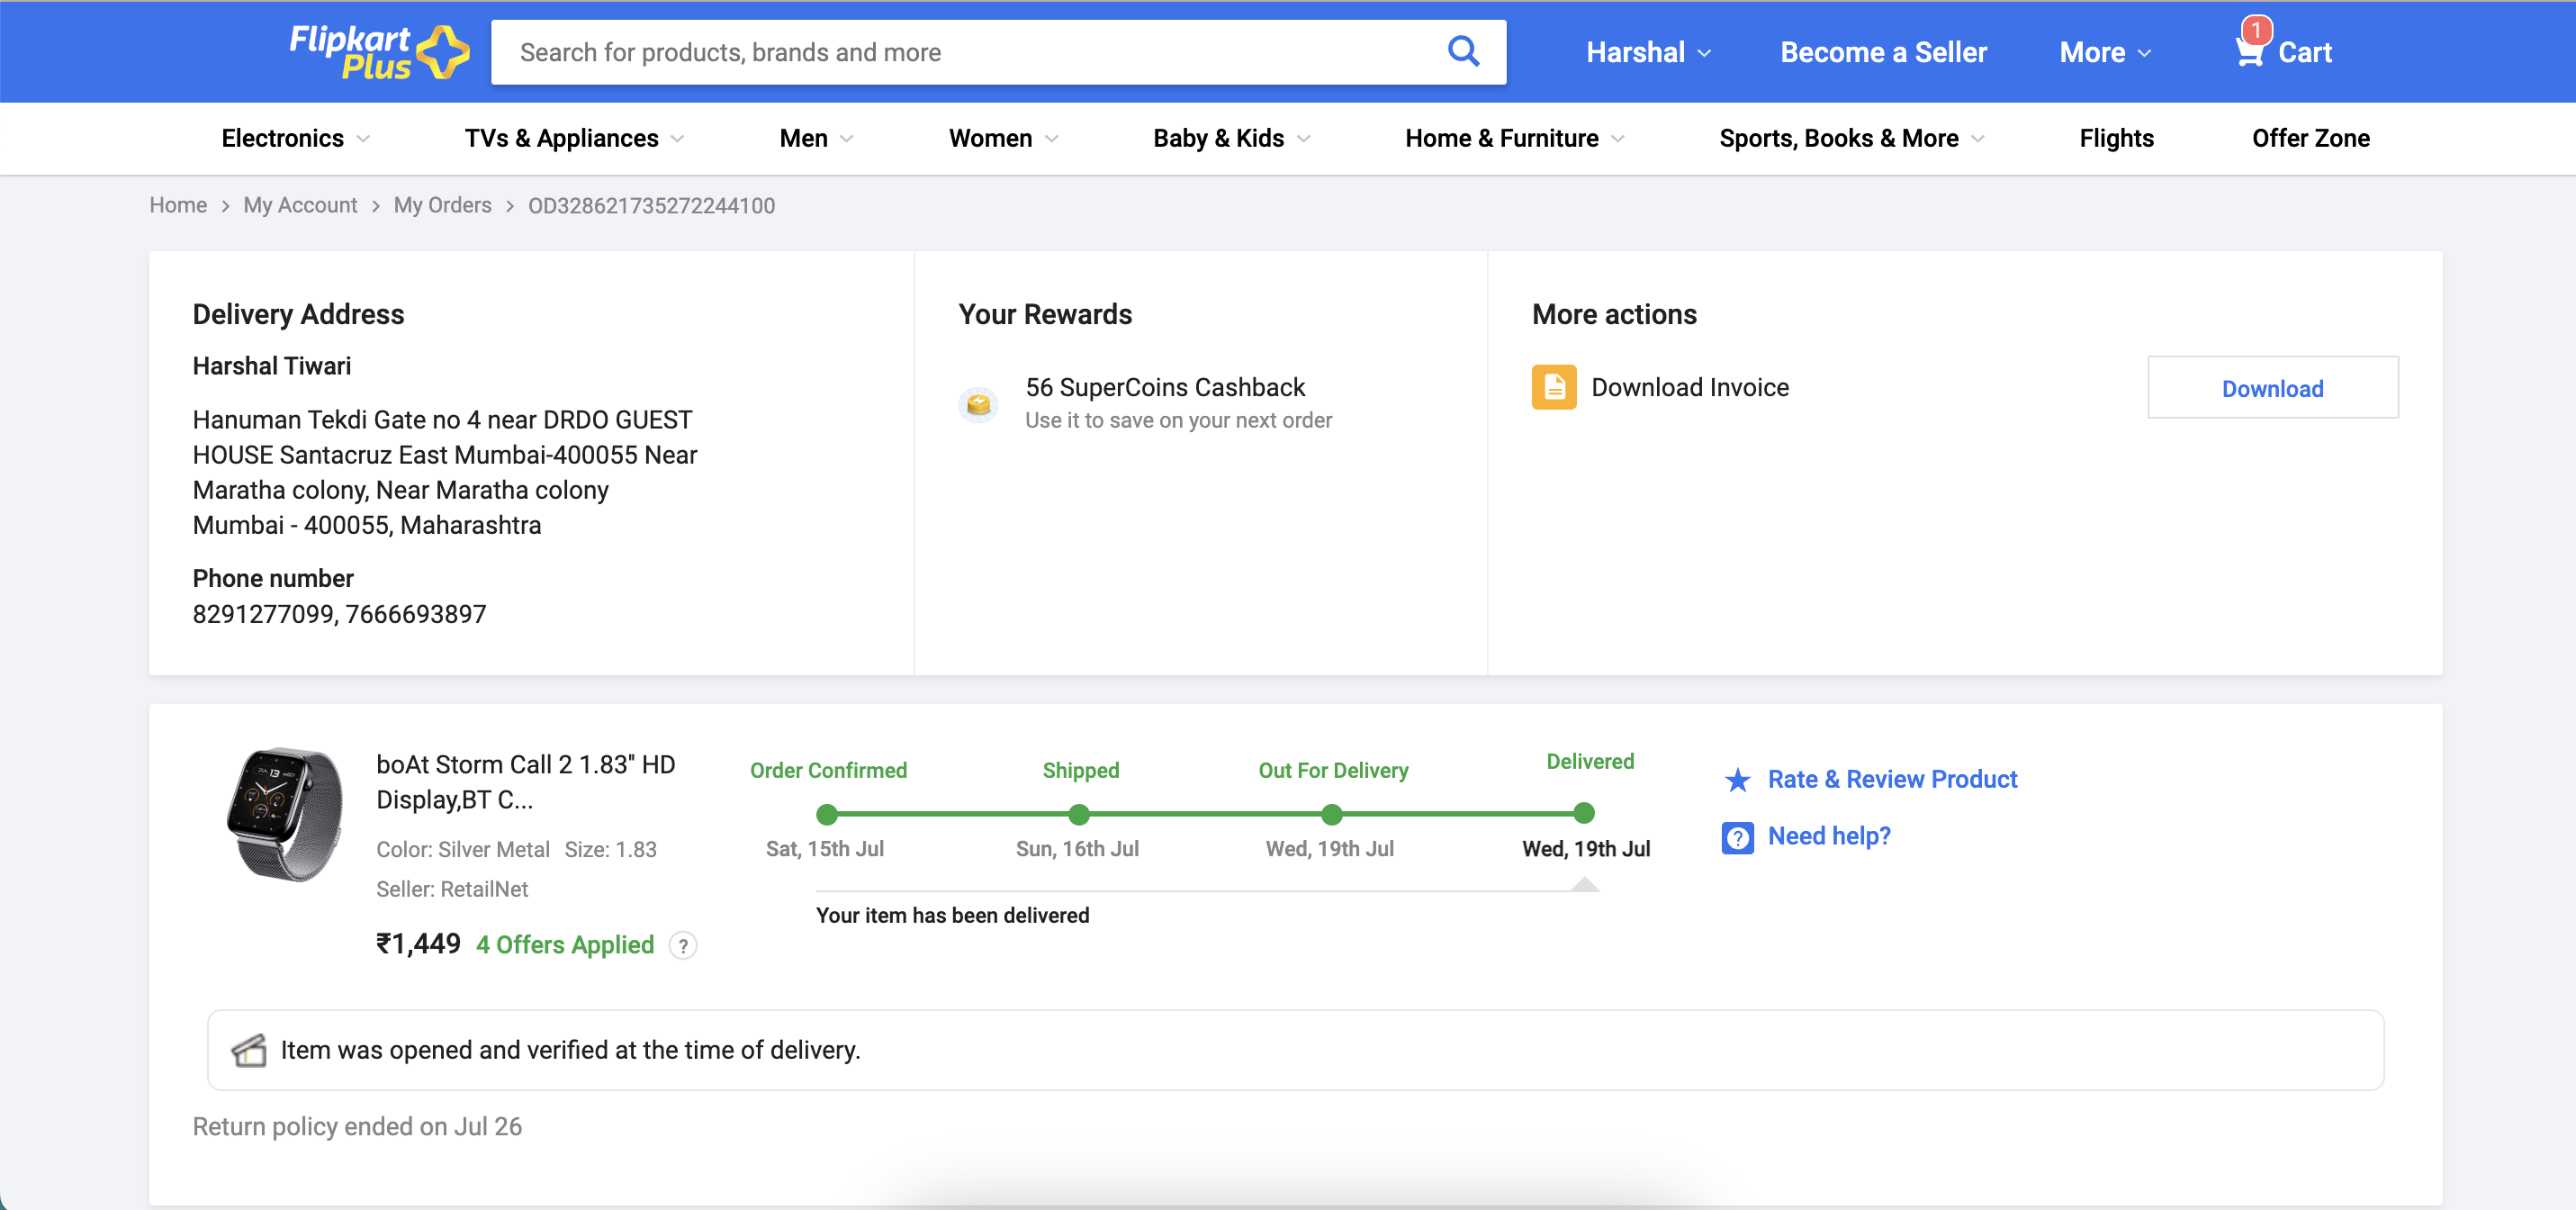 Flipkart
Plus
Search for products, brands and more
Harshal
Become a Seller
More
1
Cart
Electronics
TVs & Appliances
Men
Women
Baby & Kids
Home & Furniture
Sports, Books & More
Flights
Offer Zone
Home > My Account > My Orders > OD328621735272244100
Delivery Address
Harshal Tiwari
Hanuman Tekdi Gate no 4 near DRDO GUEST
HOUSE Santacruz East Mumbai-400055 Near
Maratha colony, Near Maratha colony
Mumbai - 400055, Maharashtra
Phone number
8291277099, 7666693897
Your Rewards
56 SuperCoins Cashback
Use it to save on your next order
More actions
Download Invoice
Download
boAt Storm Call 2 1.83" HD
Display,BT C...
Color: Silver Metal Size: 1.83
Seller: RetailNet
₹1,449 4 Offers Applied ?
Order Confirmed
Sat, 15th Jul
Shipped
Sun, 16th Jul
Out For Delivery
Wed, 19th Jul
Delivered
Wed, 19th Jul
Your item has been delivered
Rate & Review Product
? Need help?
Item was opened and verified at the time of delivery.
Return policy ended on Jul 26